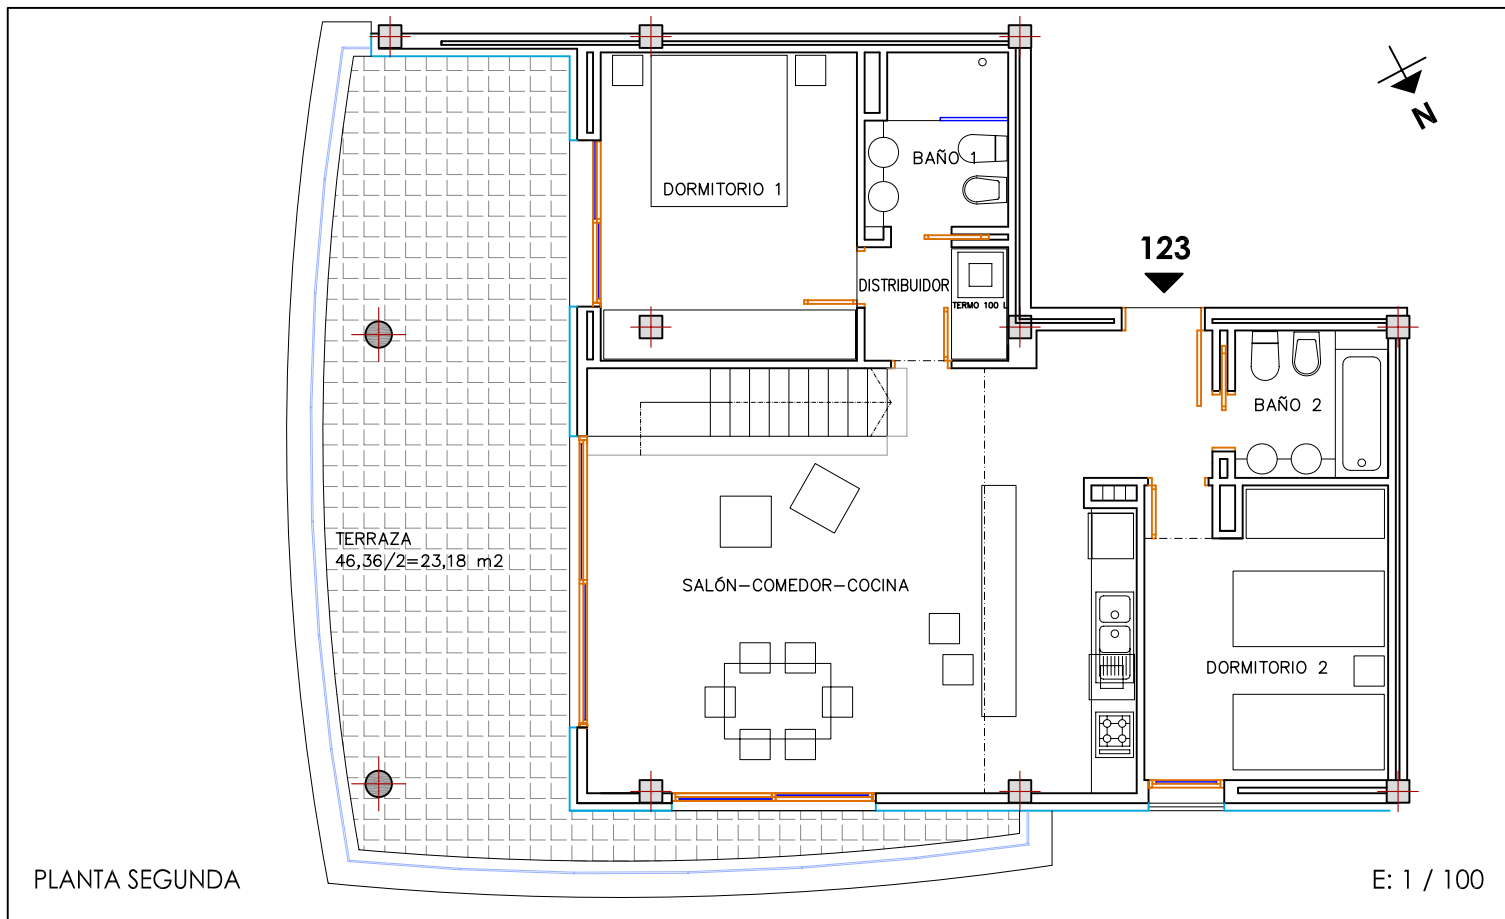 N
BAÑO 1
DORMITORIO 1
123
DISTRIBUIDOR
TERMO 100 L
BAÑO 2
TERRAZA
46,36/2=23,18 m2
SALÓN-COMEDOR-COCINA
DORMITORIO 2
PLANTA SEGUNDA
E: 1 / 100